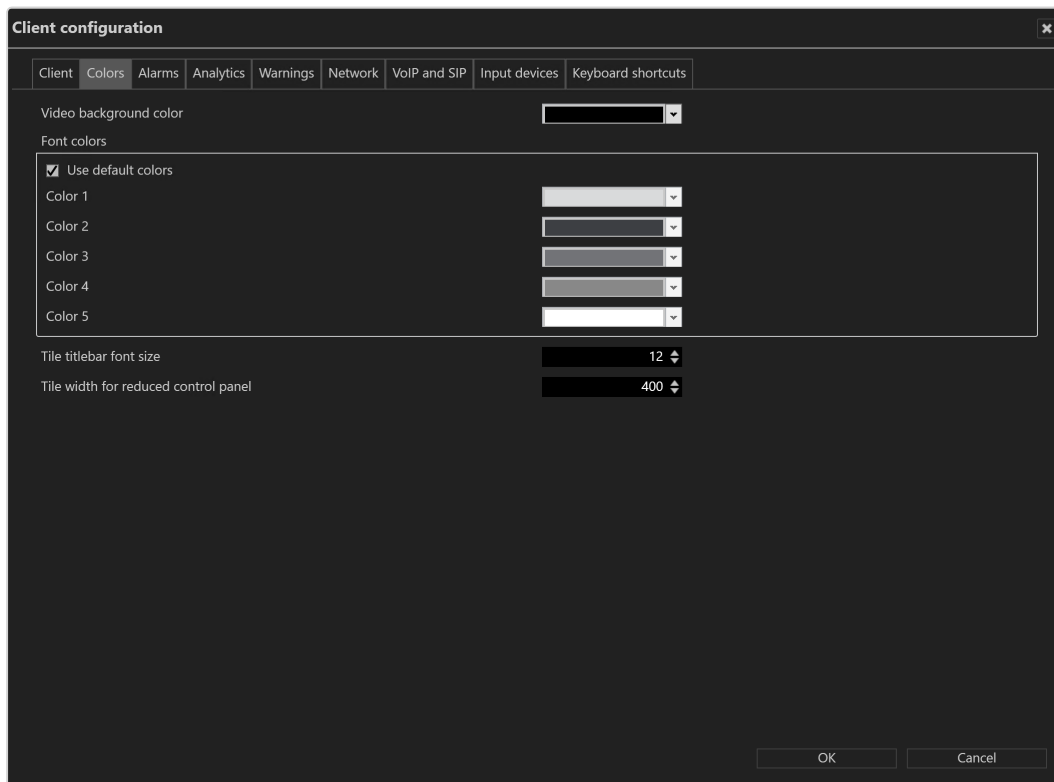 Client configuration
Client Colors Alarms Analytics Warnings Network VoIP and SIP Input devices Keyboard shortcuts
Video background color
Font colors
Use default colors
Color 1
Color 2
Color 3
Color 4
Color 5
Tile titlebar font size 12
Tile width for reduced control panel 400
OK Cancel